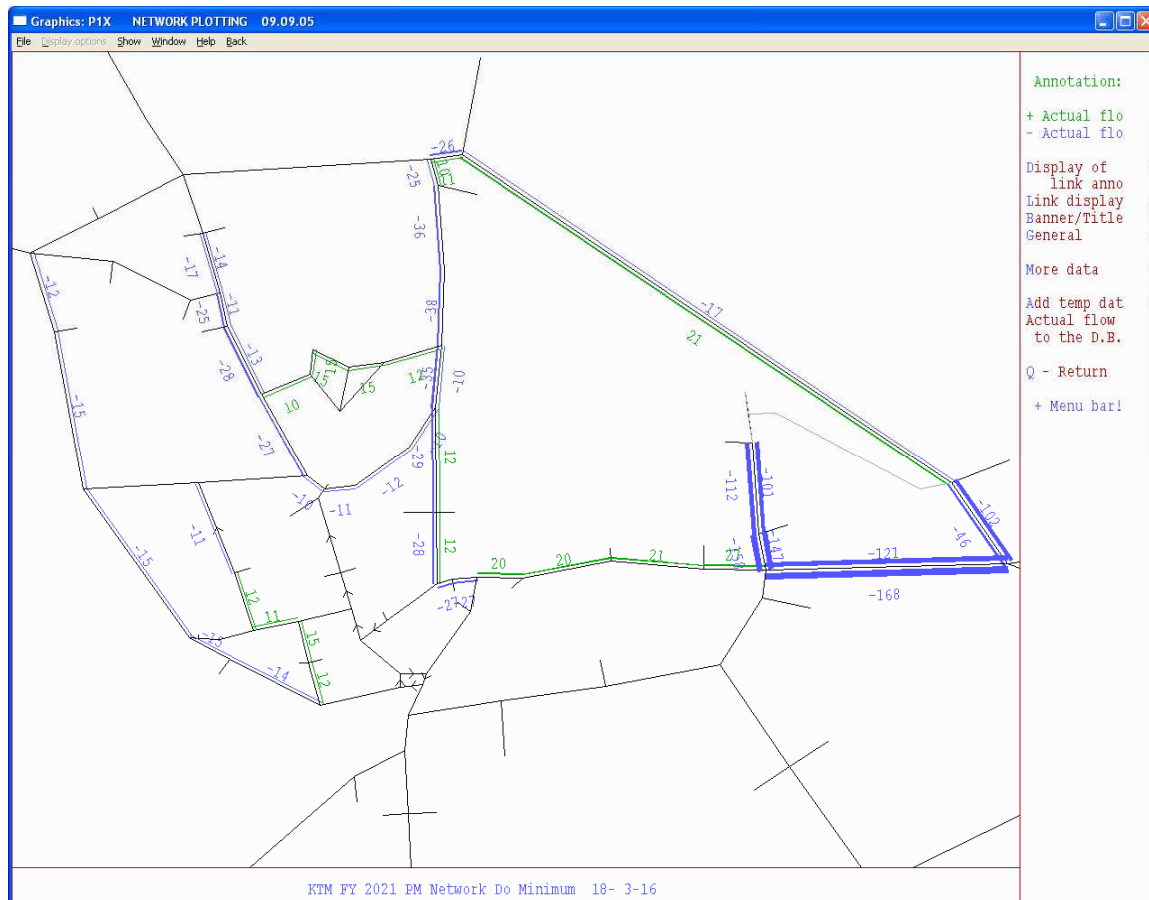 Graphics: P1X NETWORK PLOTTING 09.09.05
File Display options Show Window Help Back
Annotation:
+ Actual flo
- Actual flo
Display of
link anno
Link display
Banner/Title
General
More data
Add temp dat
Actual flow
to the D.B.
Q - Return
+ Menu bar!
-26
-25
-36
-38
-10
-17
21
-12
-14
-17
-11
-25
-13
-28
10
15
15
12
-15
-27
-29
12
-12
-10
-11
-11
-28
12
-112
-101
-102
-46
-147
-121
-168
20
20
21
-15
12
11
15
12
-15
-14
-27
KTM FY 2021 PM Network Do Minimum 18- 3-16